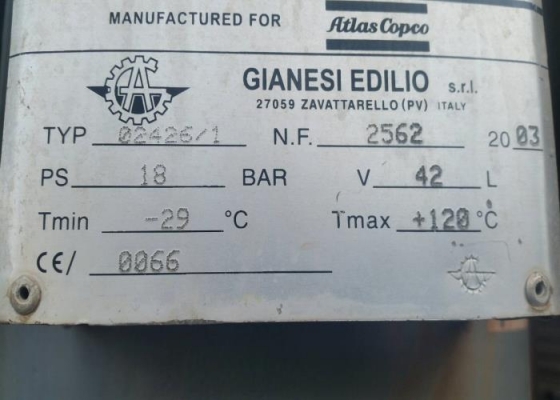 MANUFACTURED FOR Atlas Copco
GIANESI EDILIO s.r.l.
27059 ZAVATTARELLO (PV) ITALY
TYP 02426/1 N.F. 2562 2003
PS 18 BAR V 42 L
Tmin -29 °C Tmax +120 °C
CE/ 0066